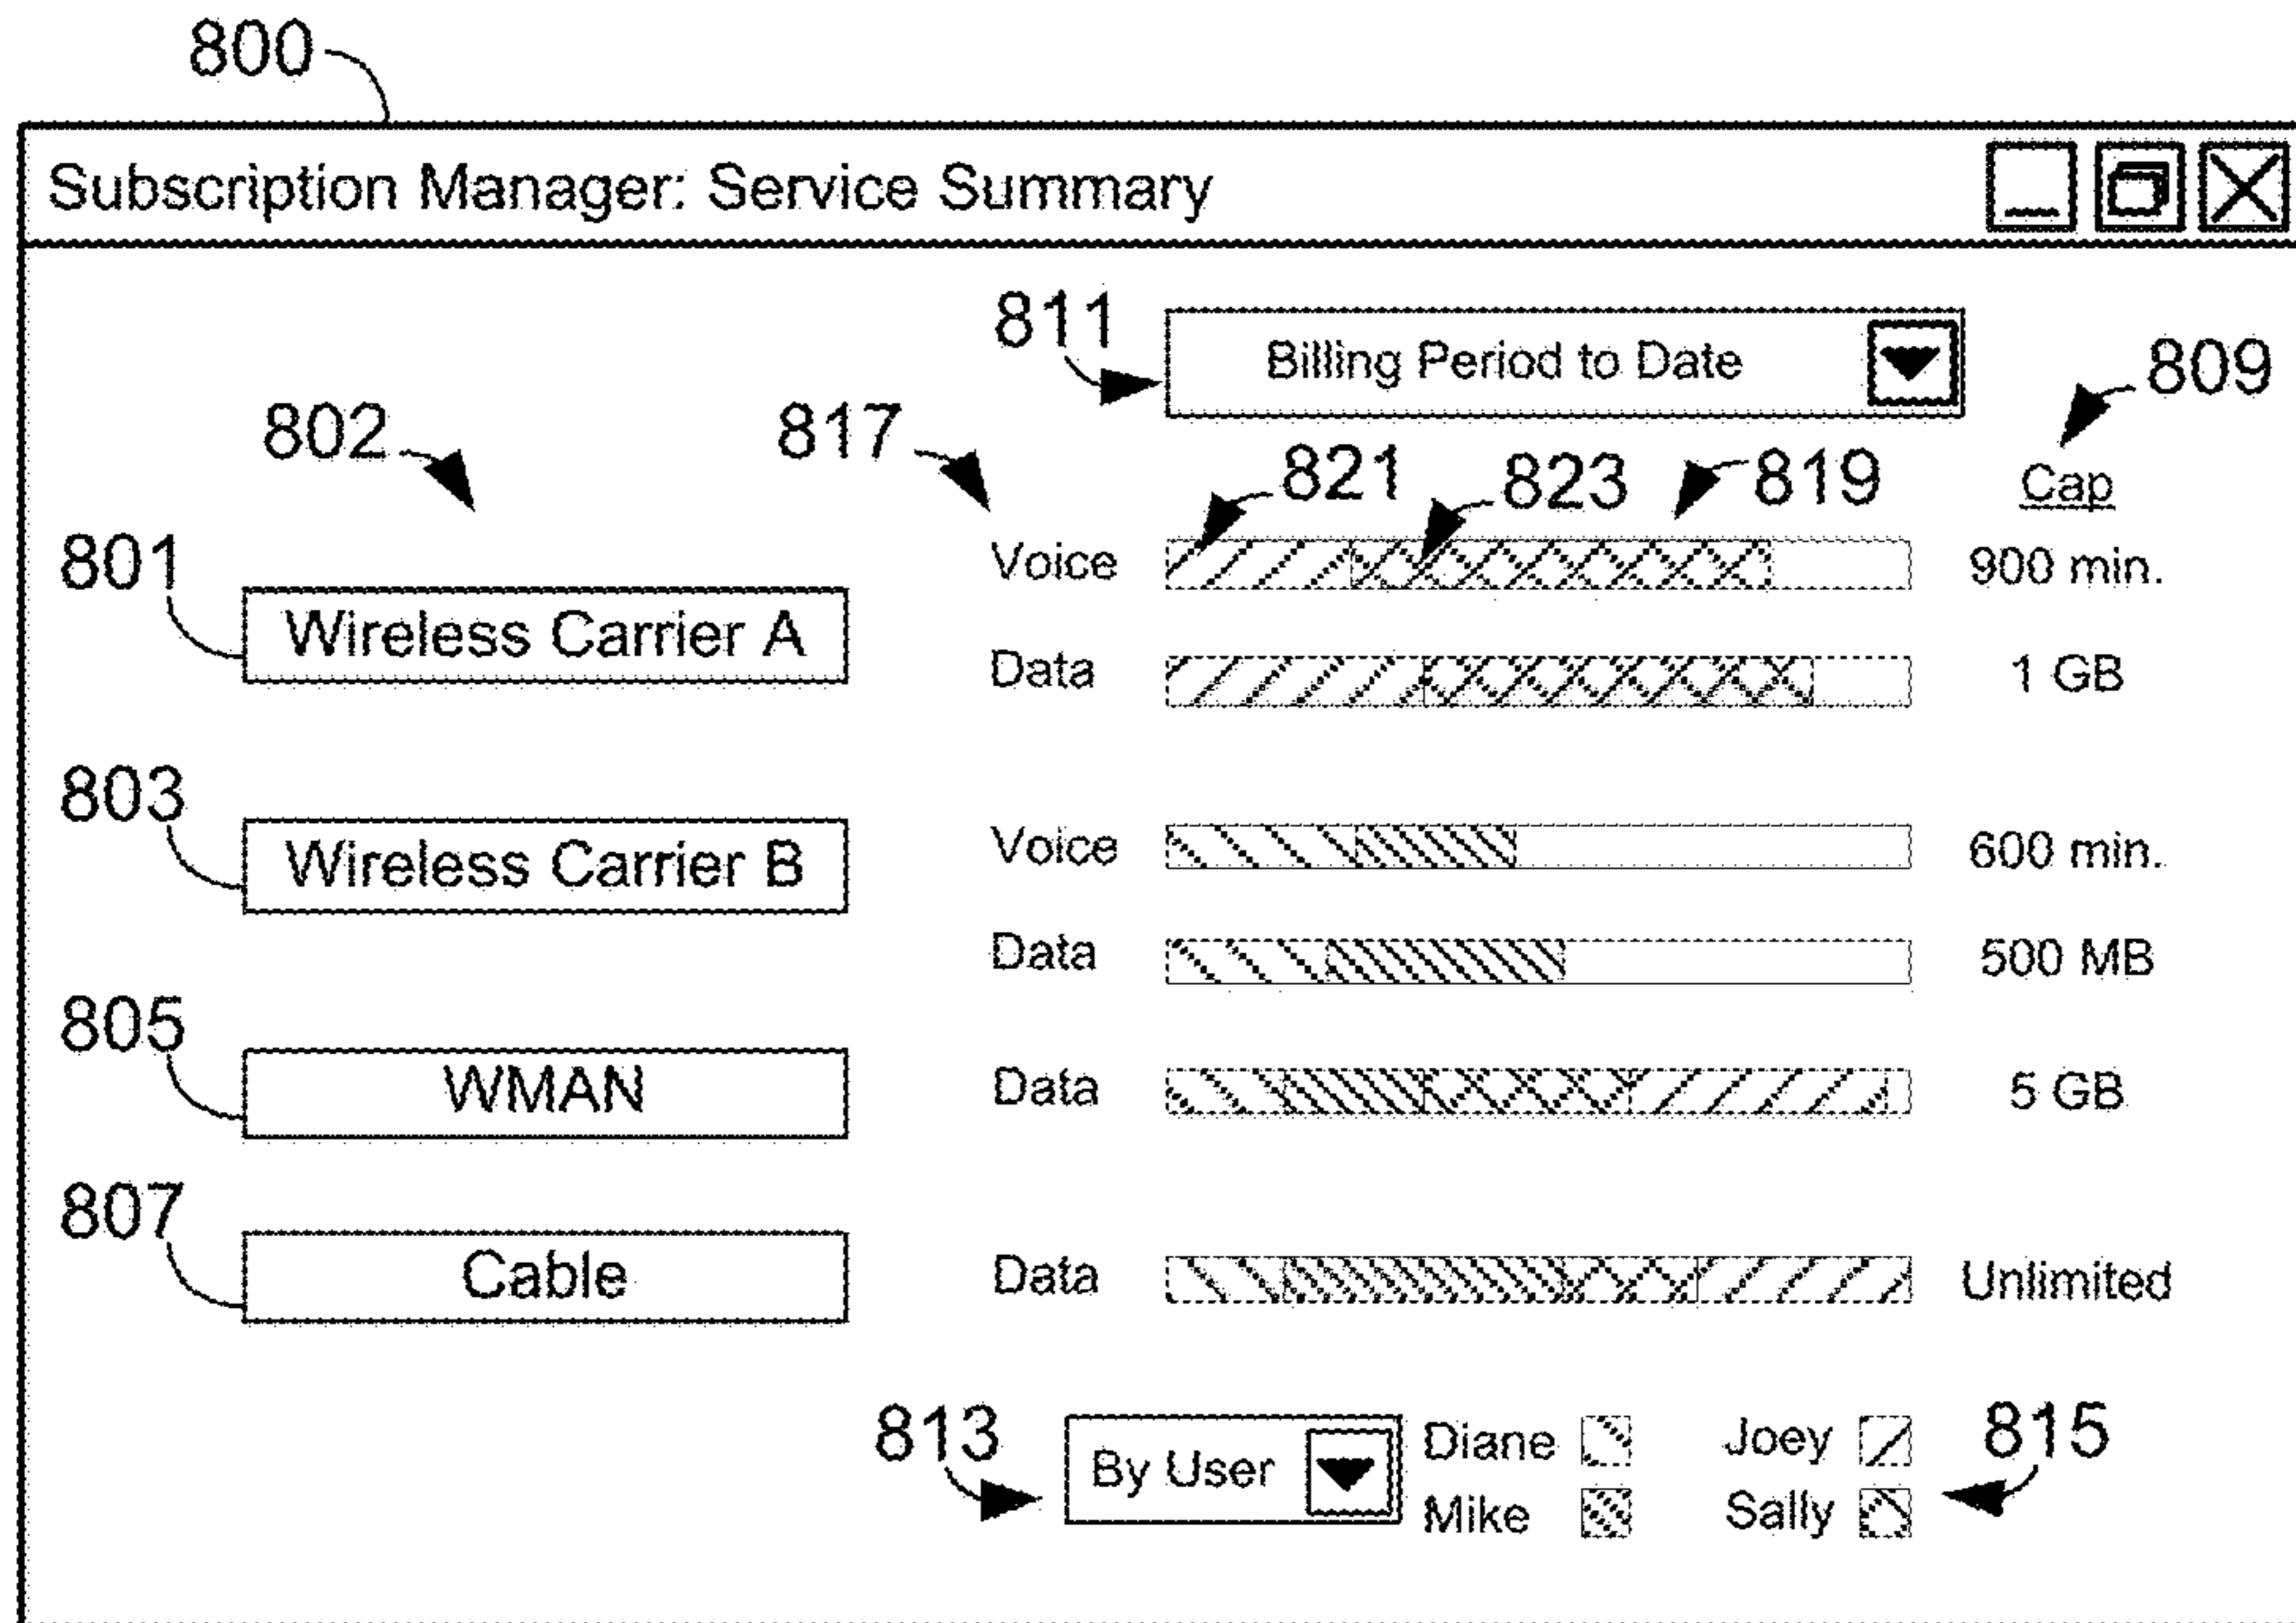 800
Subscription Manager: Service Summary
811 Billing Period to Date 809
802 817 821 823 819 Cap
801 Voice 900 min.
Wireless Carrier A
Data 1 GB
803
Wireless Carrier B Voice 600 min.
Data 500 MB
805
WMAN Data 5 GB
807
Cable Data Unlimited
813 By User Diane Joey 815
Mike Sally